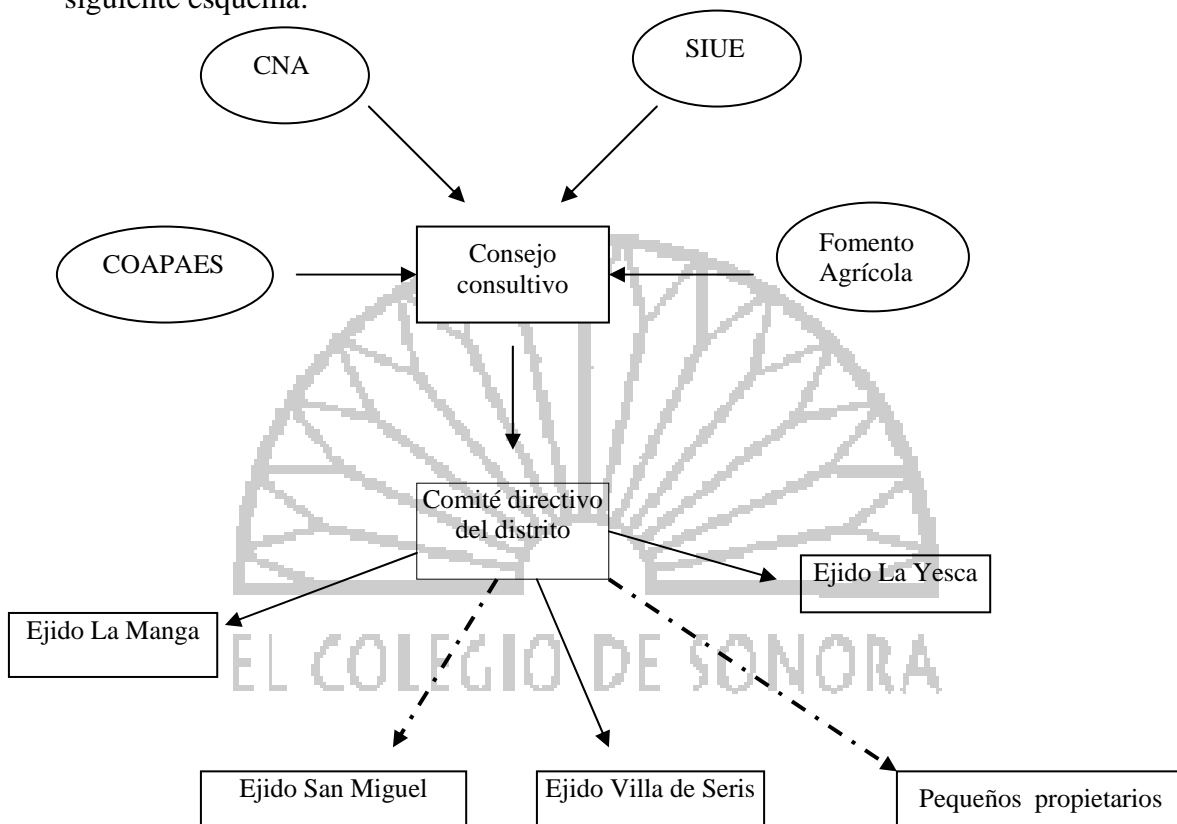 siguiente esquema:
CNA
SIUE
COAPAES
Consejo
consultivo
Fomento
Agrícola
Comité directivo
del distrito
Ejido La Yesca
Ejido La Manga
EL COLEGIO DE SONORA
Ejido San Miguel
Ejido Villa de Seris
Pequeños propietarios